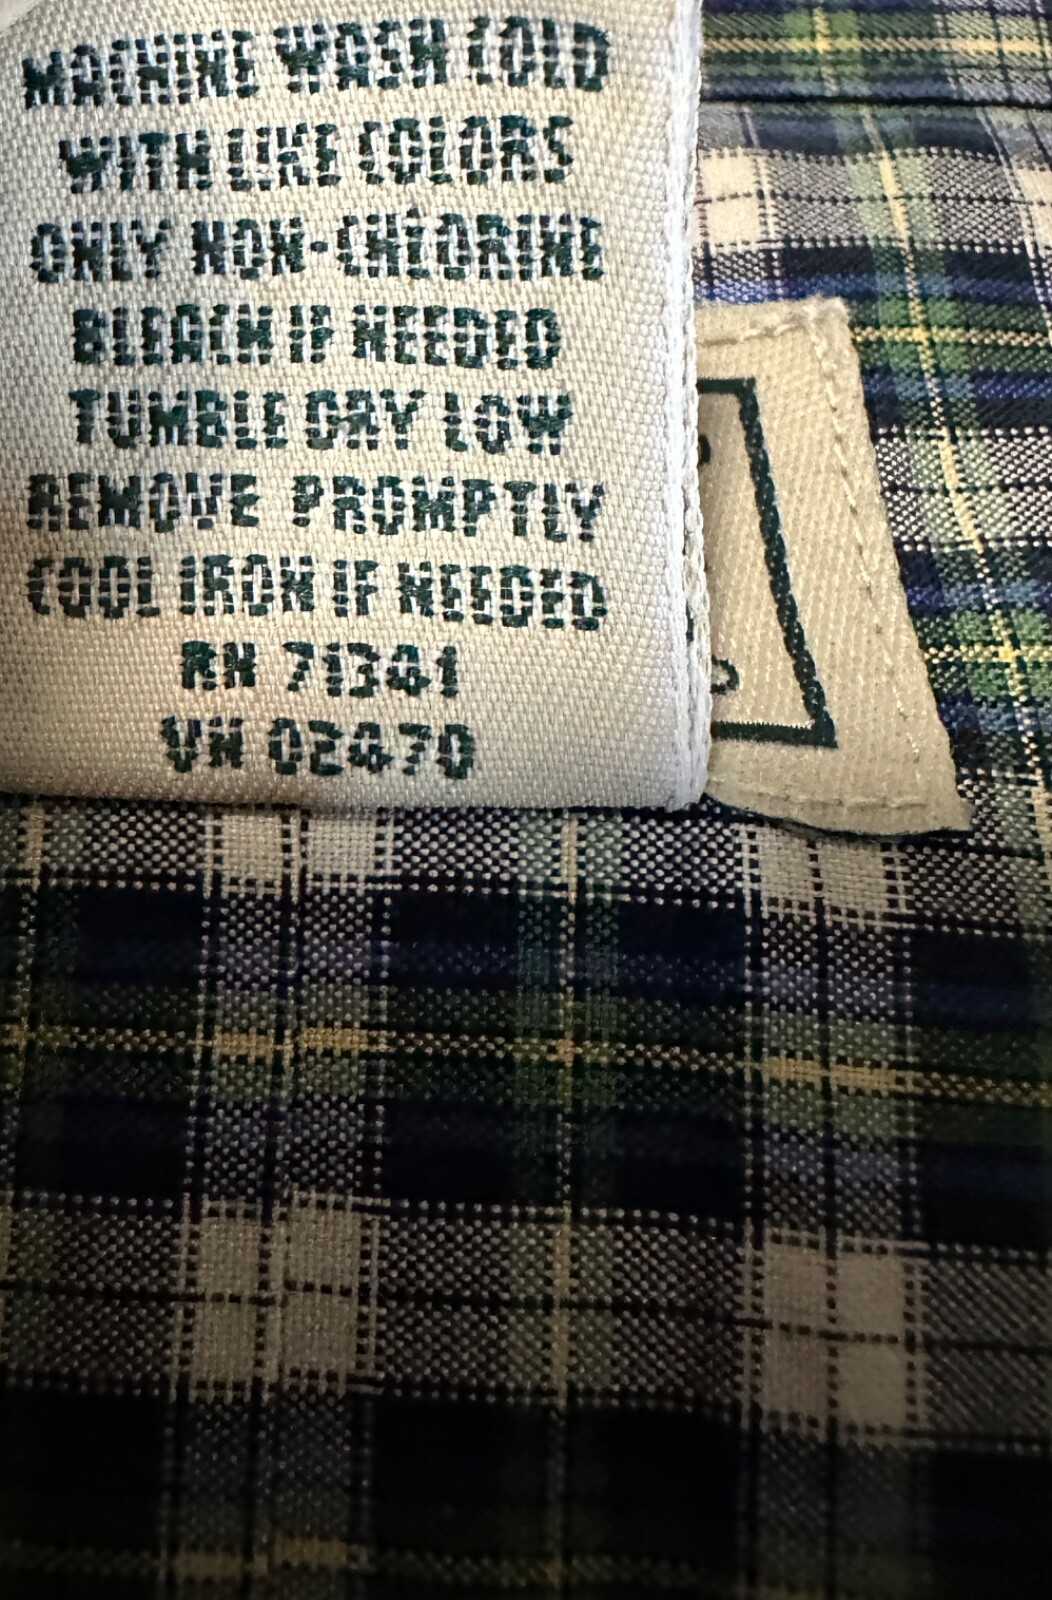 MACHINE WASH COLD
WITH LIKE COLORS
ONLY NON-CHLORINE
BLEACH IF NEEDED
TUMBLE DRY LOW
REMOVE PROMPTLY
COOL IRON IF NEEDED
RN 71341
VN 02470